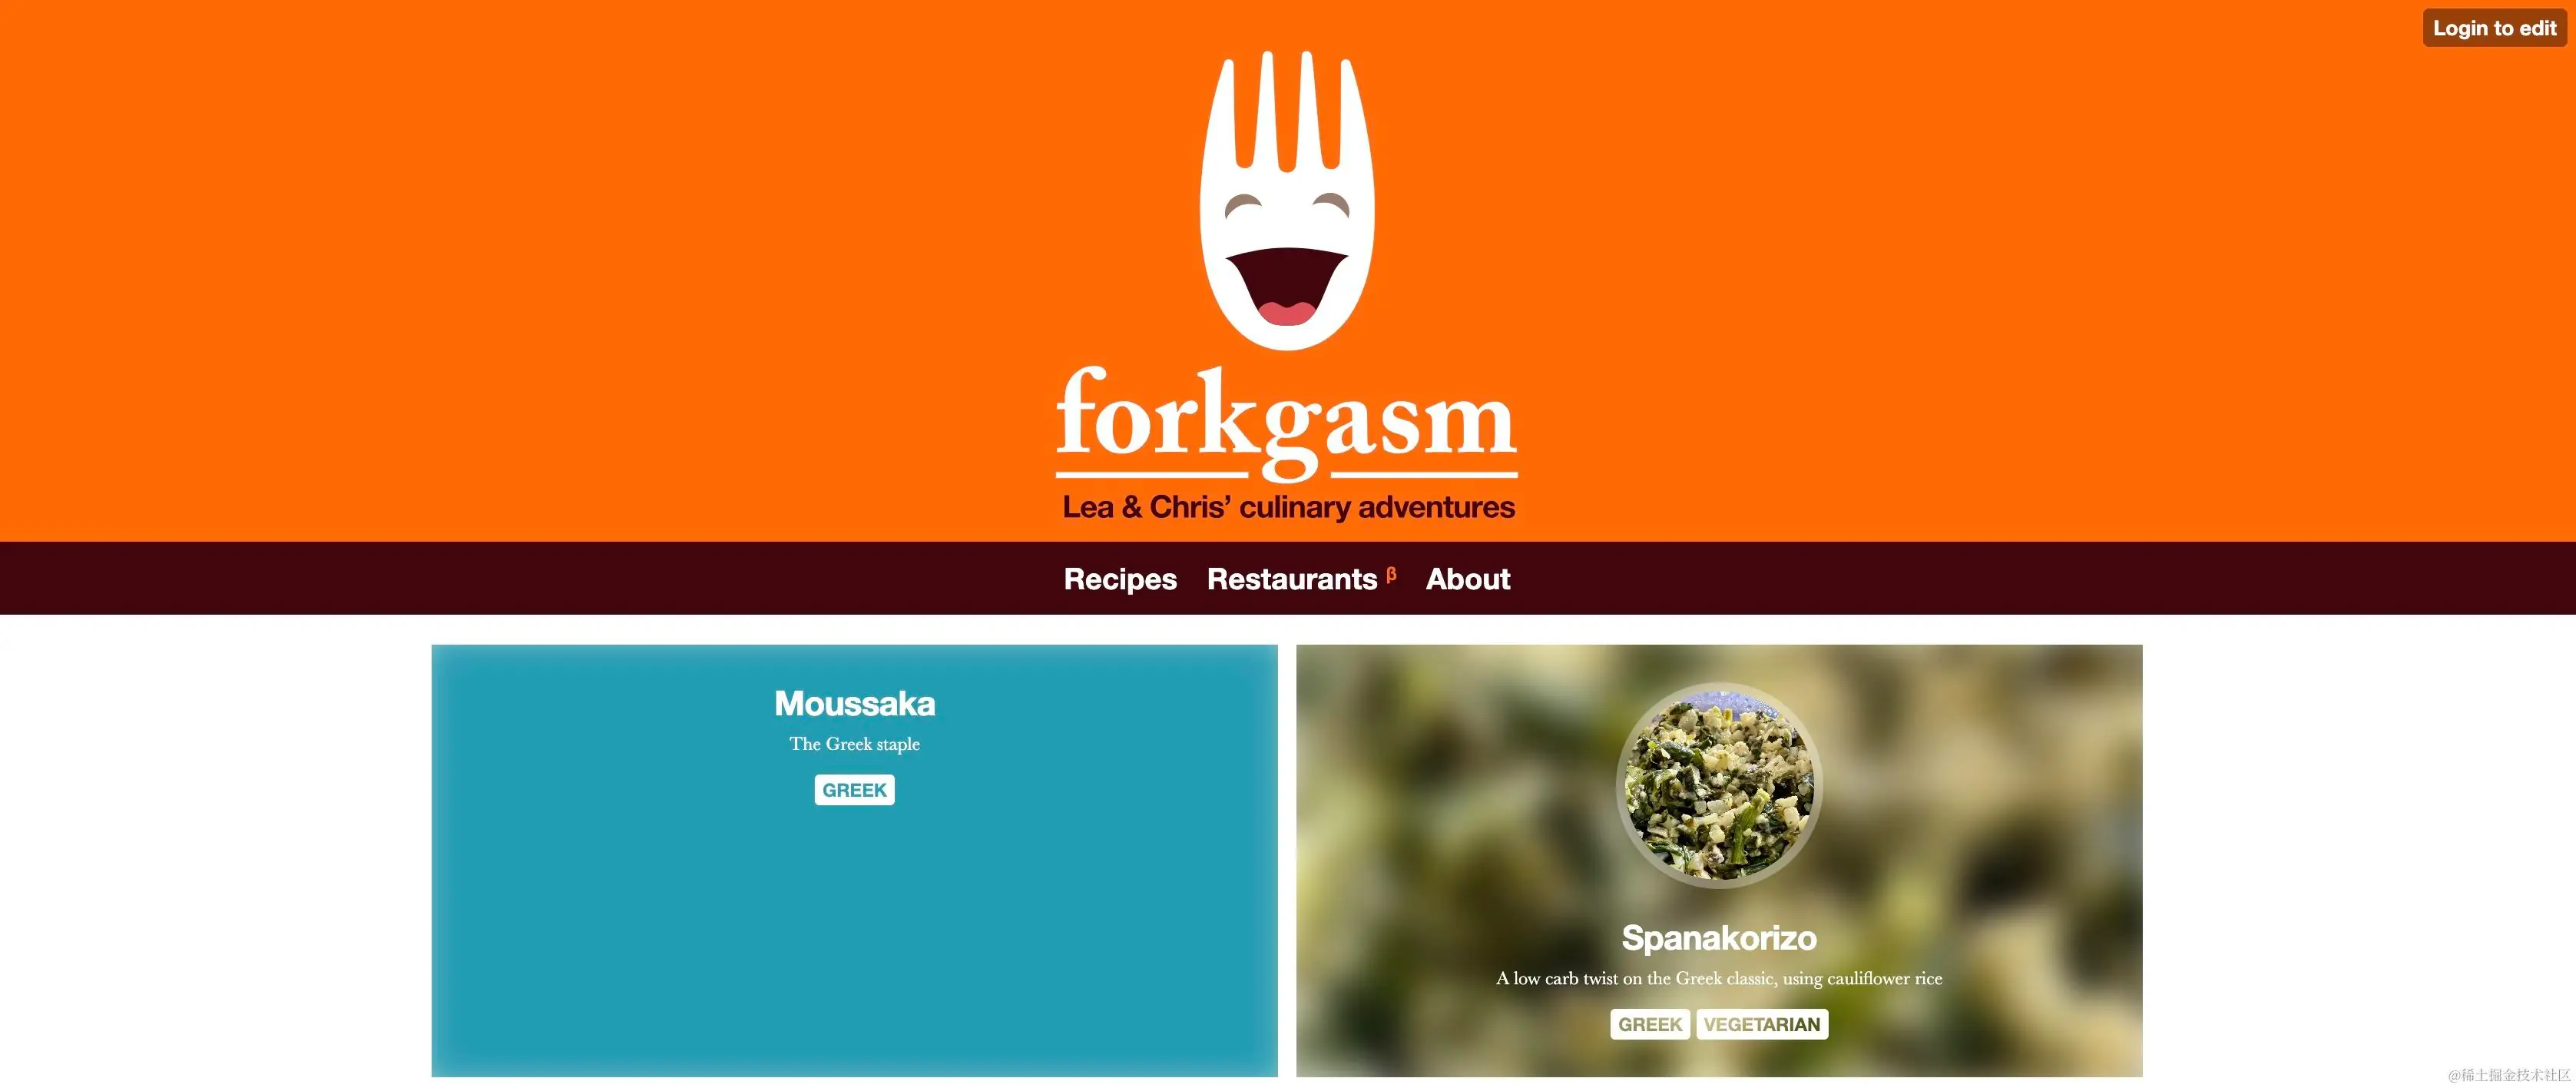 Login to edit
forkgasm
Lea & Chris’ culinary adventures
Recipes Restaurants β About
Moussaka
The Greek staple
GREEK
Spanakorizo
A low carb twist on the Greek classic, using cauliflower rice
GREEK VEGETARIAN
@稀土掘金技术社区